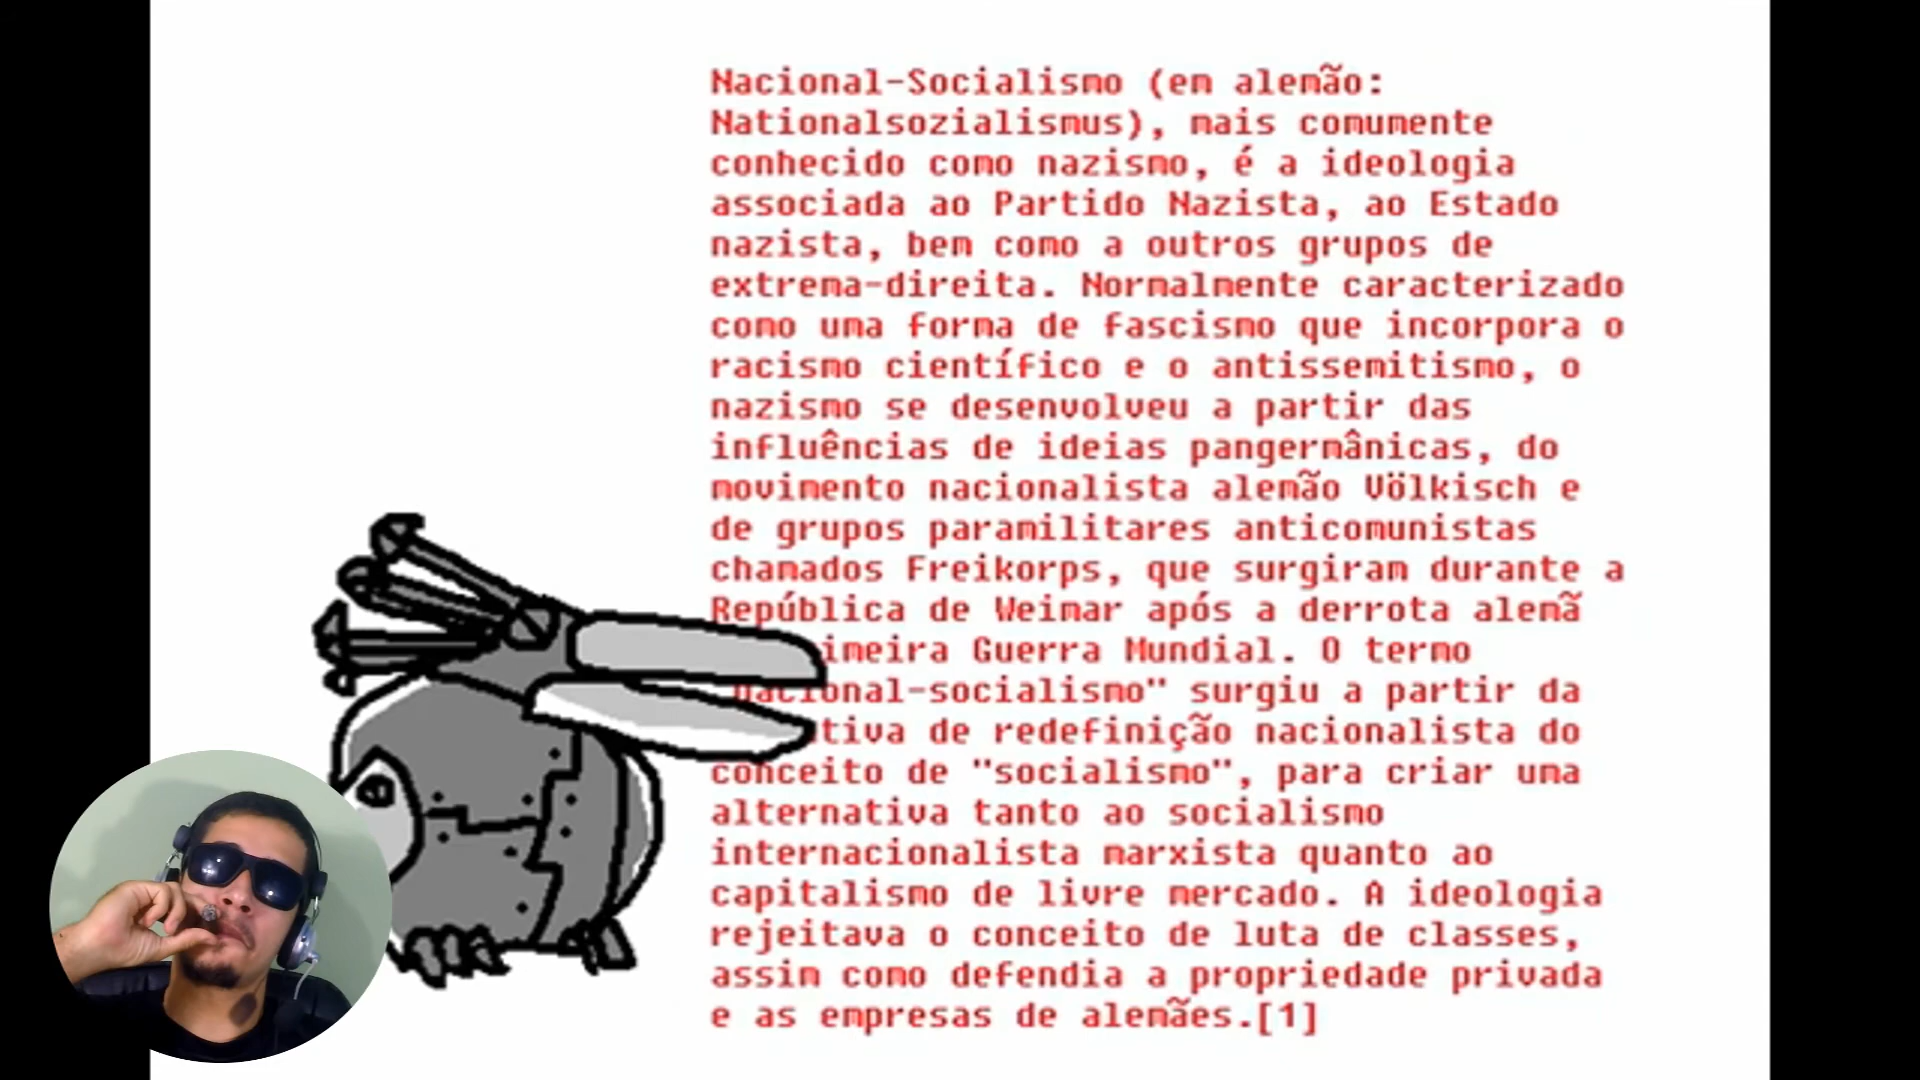 Nacional-Socialismo (em alemão:
Nationalsozialismus), mais comumente
conhecido como nazismo, é a ideologia
associada ao Partido Nazista, ao Estado
nazista, bem como a outros grupos de
extrema-direita. Normalmente caracterizado
como uma forma de fascismo que incorpora o
racismo científico e o antissemitismo, o
nazismo se desenvolveu a partir das
influências de ideias pangermânicas, do
movimento nacionalista alemão Völkisch e
de grupos paramilitares anticomunistas
chamados Freikorps, que surgiram durante a
República de Weimar após a derrota alemã
imeira Guerra Mundial. O termo
"nacional-socialismo" surgiu a partir da
tiva de redefinição nacionalista do
conceito de "socialismo", para criar uma
alternativa tanto ao socialismo
internacionalista marxista quanto ao
capitalismo de livre mercado. A ideologia
rejeitava o conceito de luta de classes,
assim como defendia a propriedade privada
e as empresas de alemães.[1]